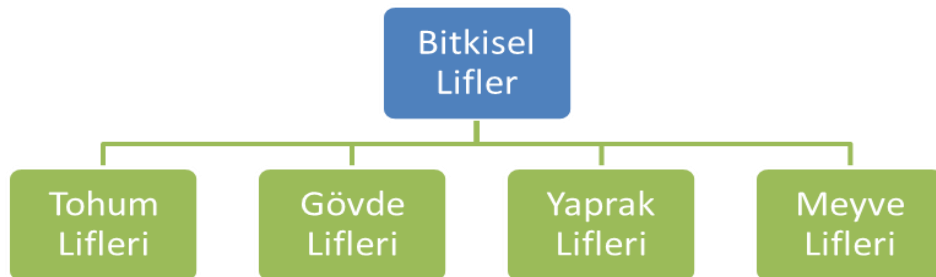 Bitkisel
Lifler
Tohum
Lifleri
Gövde
Lifleri
Yaprak
Lifleri
Meyve
Lifleri